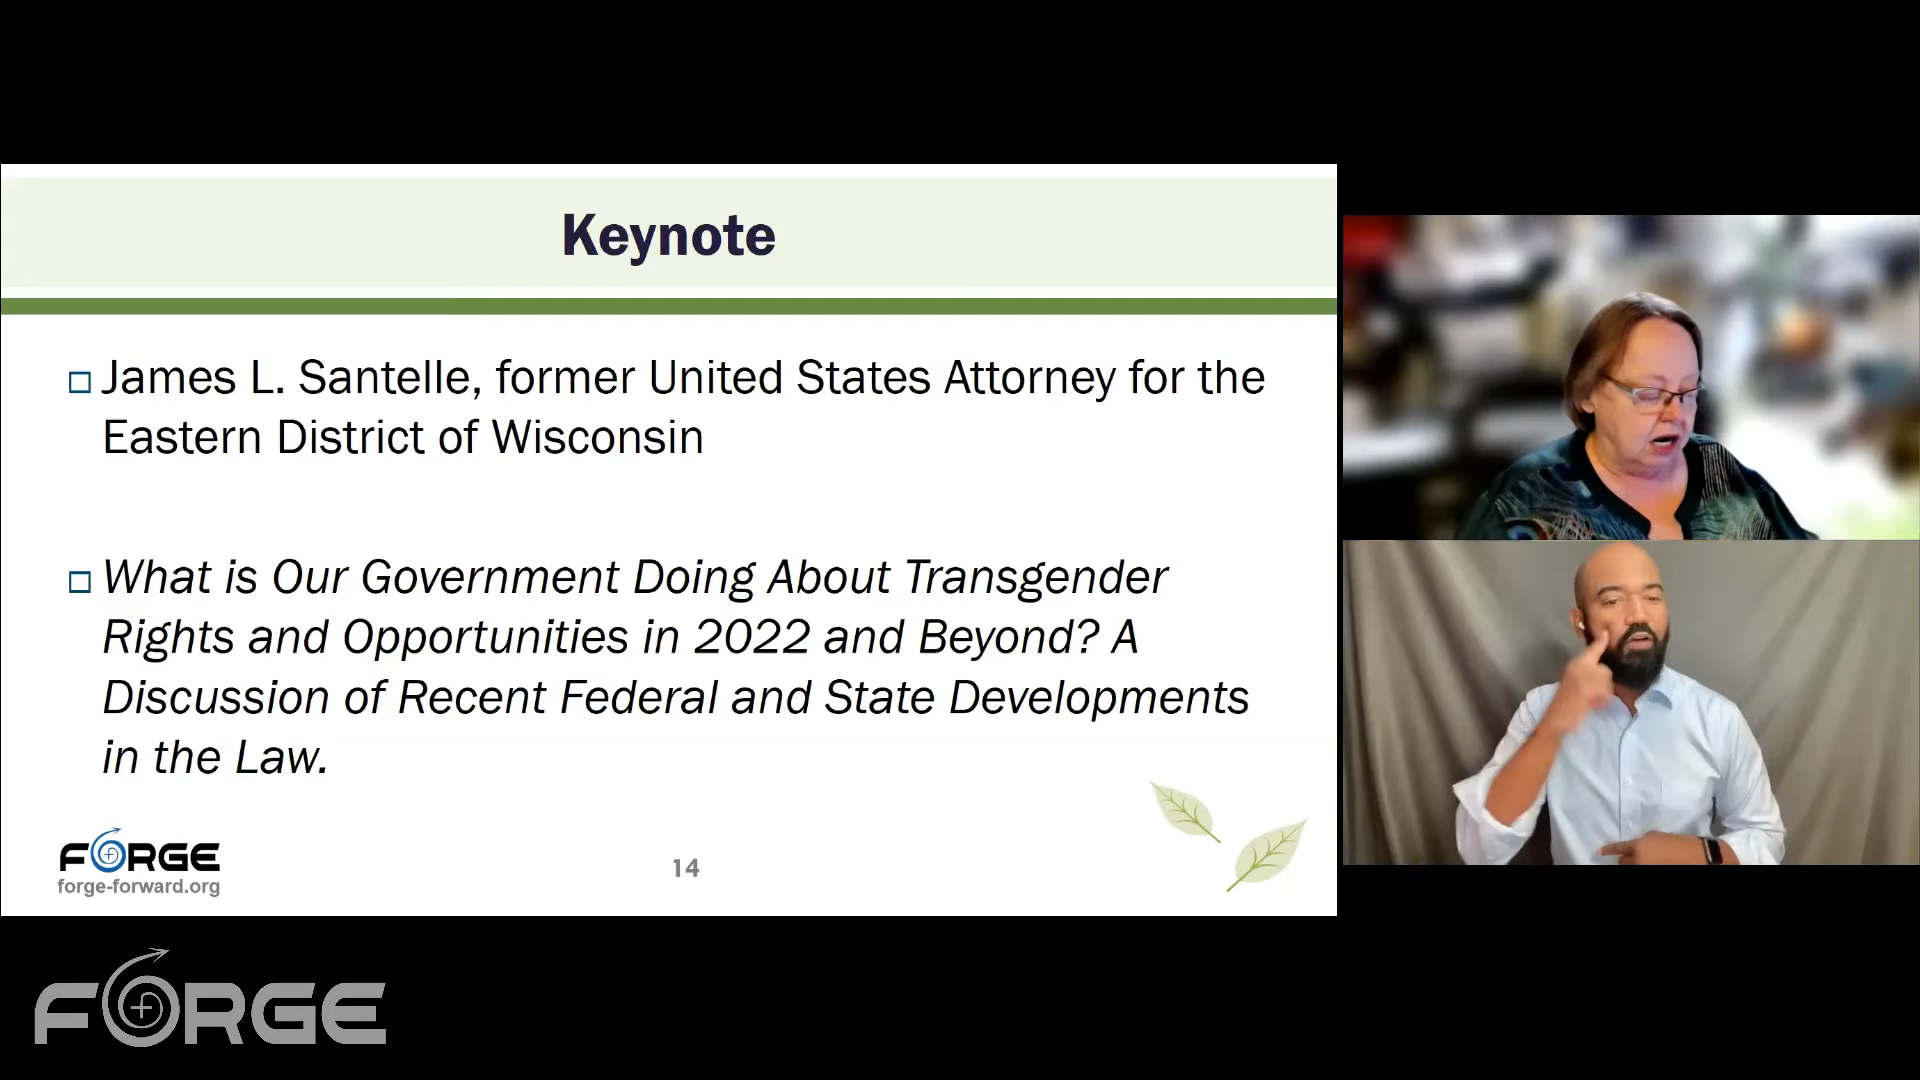 Keynote
James L. Santelle, former United States Attorney for the
Eastern District of Wisconsin
What is Our Government Doing About Transgender
Rights and Opportunities in 2022 and Beyond? A
Discussion of Recent Federal and State Developments
in the Law.
FORGE
forge-forward.org
14
FORGE